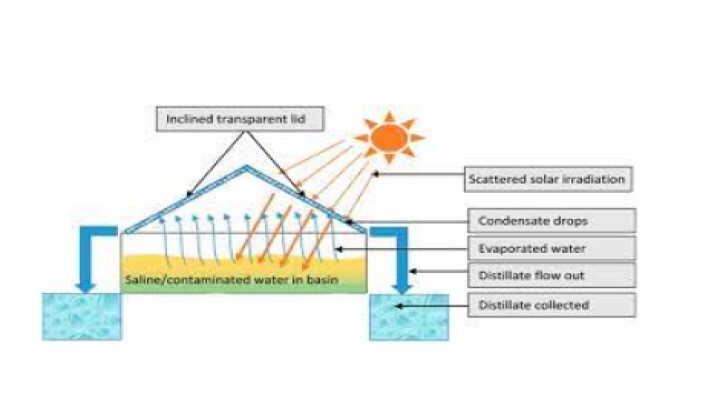 Inclined transparent lid
Scattered solar irradiation
Condensate drops
Evaporated water
Distillate flow out
Saline/contaminated water in basin
Distillate collected